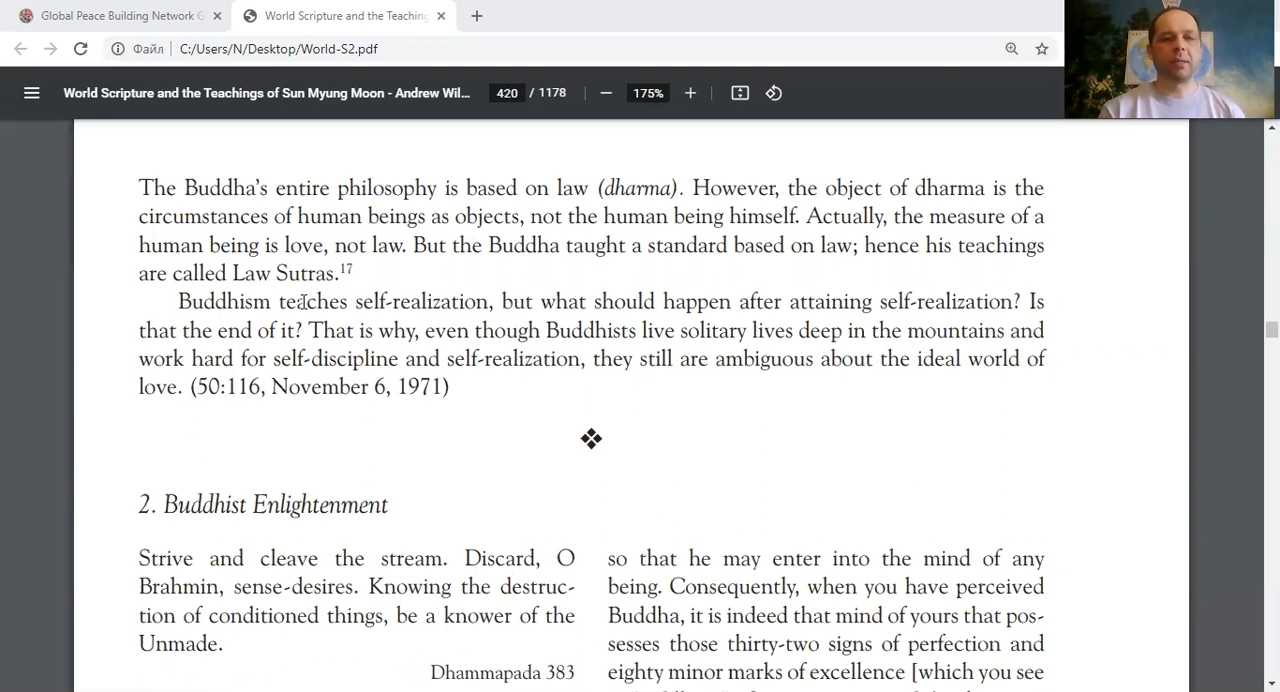 Global Peace Building Network G
World Scripture and the Teaching
Файл
C:/Users/N/Desktop/World-S2.pdf
World Scripture and the Teachings of Sun Myung Moon - Andrew Wil...
420 / 1178
175%
The Buddha's entire philosophy is based on law (dharma). However, the object of dharma is the
circumstances of human beings as objects, not the human being himself. Actually, the measure of a
human being is love, not law. But the Buddha taught a standard based on law; hence his teachings
are called Law Sutras.17
Buddhism teaches self-realization, but what should happen after attaining self-realization? Is
that the end of it? That is why, even though Buddhists live solitary lives deep in the mountains and
work hard for self-discipline and self-realization, they still are ambiguous about the ideal world of
love. (50:116, November 6, 1971)
2. Buddhist Enlightenment
Strive and cleave the stream. Discard, O
Brahmin, sense-desires. Knowing the destruc-
tion of conditioned things, be a knower of the
Unmade.
Dhammapada 383
so that he may enter into the mind of any
being. Consequently, when you have perceived
Buddha, it is indeed that mind of yours that pos-
sesses those thirty-two signs of perfection and
eighty minor marks of excellence [which you see